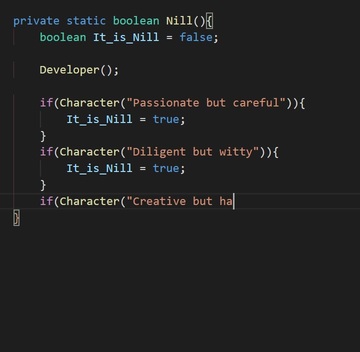 private static boolean Nill(){
boolean It_is_Nill = false;
Developer();
if(Character("Passionate but careful")){
It_is_Nill = true;
}
if(Character("Diligent but witty")){
It_is_Nill = true;
}
if(Character("Creative but ha
}